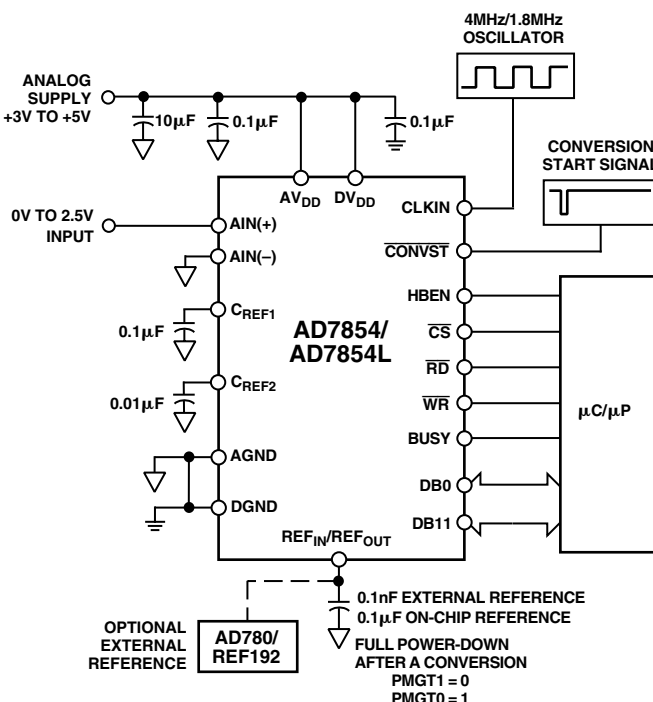 4MHz/1.8MHz
OSCILLATOR
ANALOG
SUPPLY
+3V TO +5V
10μF
0.1μF
0.1μF
CONVERSION
START SIGNAL
AVDD
DVDD
CLKIN
0V TO 2.5V
INPUT
AIN(+)
CONVST
AIN(–)
HBEN
CREF1
0.1μF
AD7854/
AD7854L
CS
RD
CREF2
0.01μF
WR
μC/μP
BUSY
AGND
DB0
DGND
DB11
REFIN/REFOUT
0.1nF EXTERNAL REFERENCE
0.1μF ON-CHIP REFERENCE
OPTIONAL
EXTERNAL
REFERENCE
AD780/
REF192
FULL POWER-DOWN
AFTER A CONVERSION
PMGT1 = 0
PMGT0 = 1